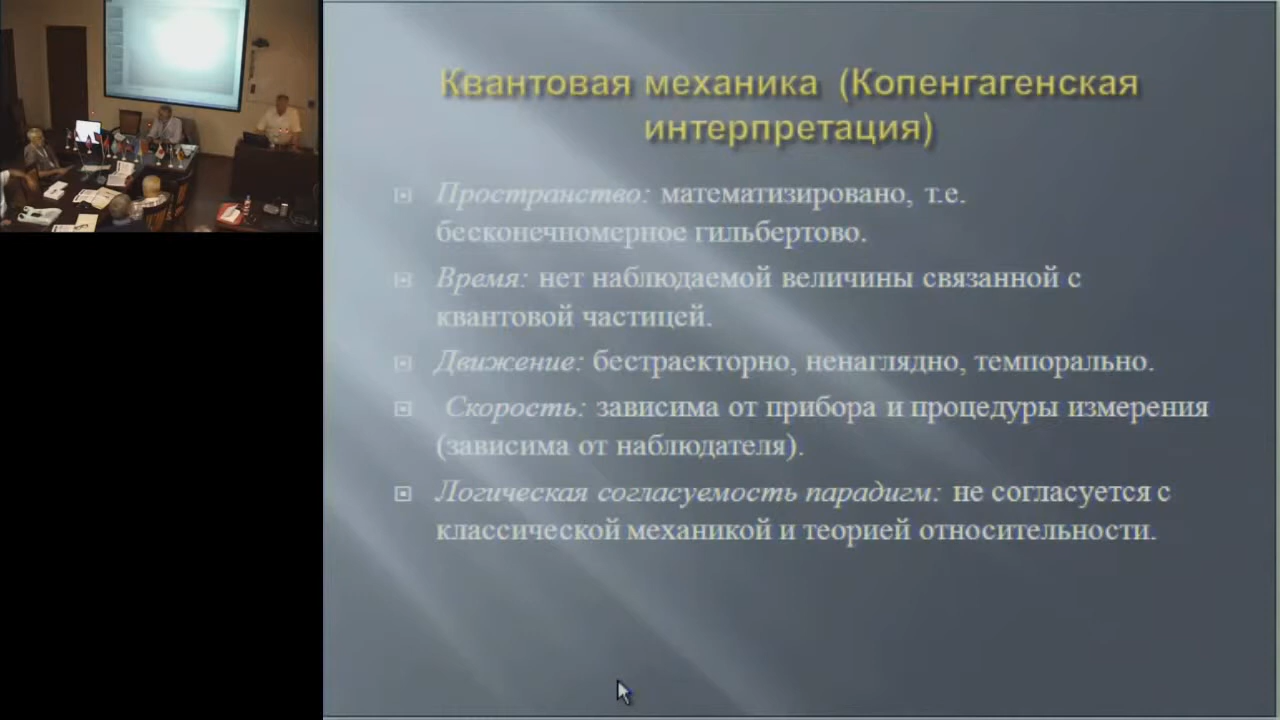 Квантовая механика (Копенгагенская
интерпретация)
Пространство: математизировано, т.е.
бесконечномерное гильбертово.
Время: нет наблюдаемой величины связанной с
квантовой частицей.
Движение: бестраекторно, ненаглядно, темпорально.
Скорость: зависима от прибора и процедуры измерения
(зависима от наблюдателя).
Логическая согласуемость парадигм: не согласуется с
классической механикой и теорией относительности.